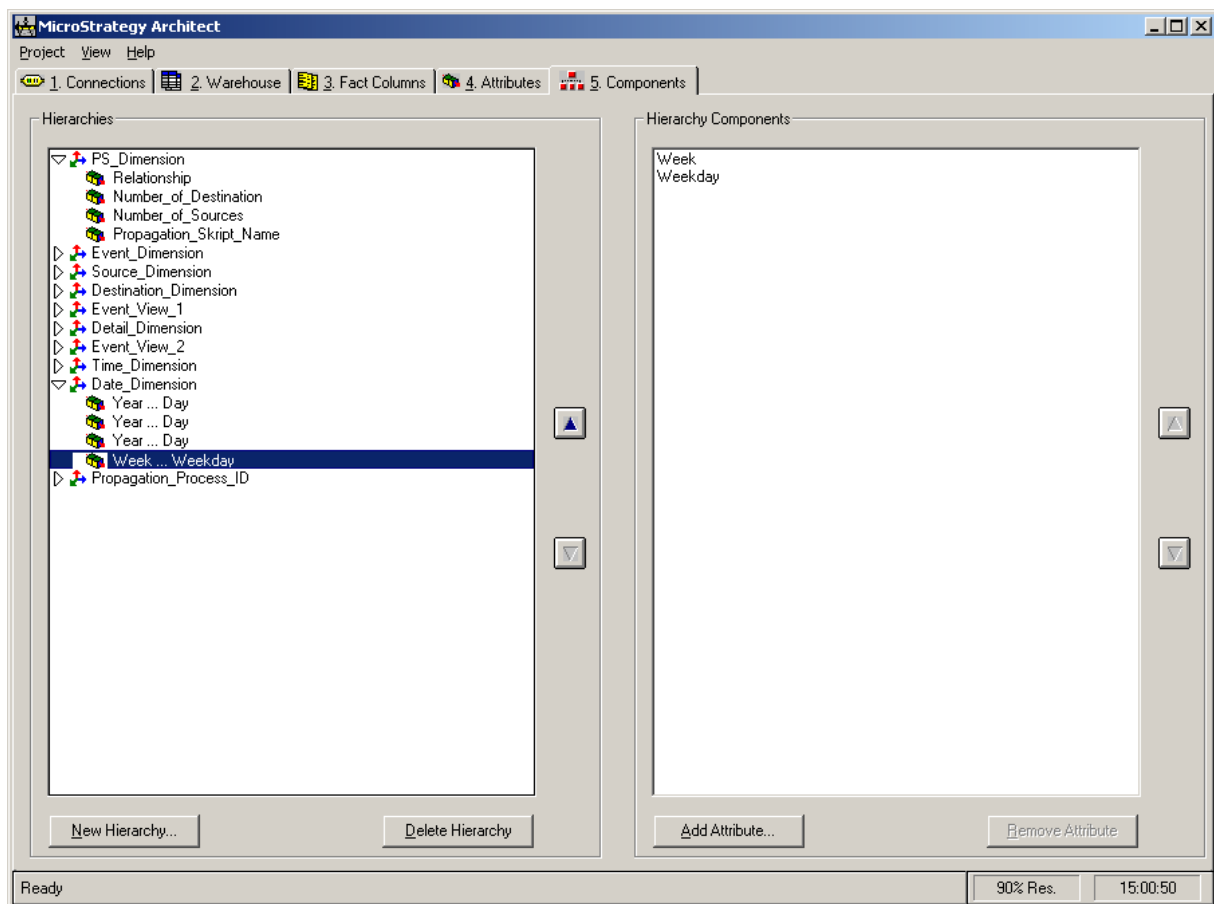 MicroStrategy Architect
Project View Help
1. Connections 2. Warehouse 3. Fact Columns 4. Attributes 5. Components
Hierarchies
PS_Dimension
Relationship
Number_of_Destination
Number_of_Sources
Propagation_Skript_Name
Event_Dimension
Source_Dimension
Destination_Dimension
Event_View_1
Detail_Dimension
Event_View_2
Time_Dimension
Date_Dimension
Year ... Day
Year ... Day
Year ... Day
Week ... Weekday
Propagation_Process_ID
New Hierarchy... Delete Hierarchy
Hierarchy Components
Week
Weekday
Add Attribute... Remove Attribute
Ready 90% Res. 15:00:50